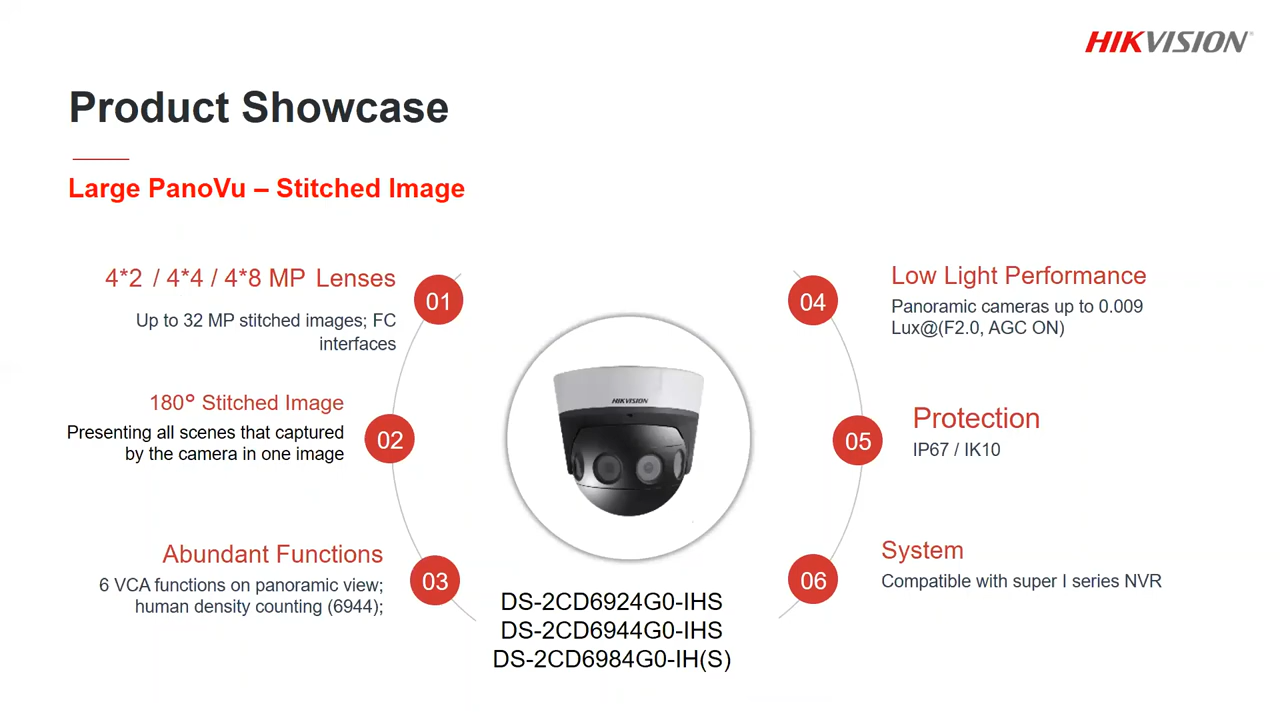 HIKVISION
Product Showcase
Large PanoVu – Stitched Image
4*2 / 4*4 / 4*8 MP Lenses
01
Up to 32 MP stitched images; FC
interfaces
180° Stitched Image
02
Presenting all scenes that captured
by the camera in one image
Abundant Functions
03
6 VCA functions on panoramic view;
human density counting (6944);
HIKVISION
DS-2CD6924G0-IHS
DS-2CD6944G0-IHS
DS-2CD6984G0-IH(S)
04
Low Light Performance
Panoramic cameras up to 0.009
Lux@(F2.0, AGC ON)
05
Protection
IP67 / IK10
06
System
Compatible with super I series NVR